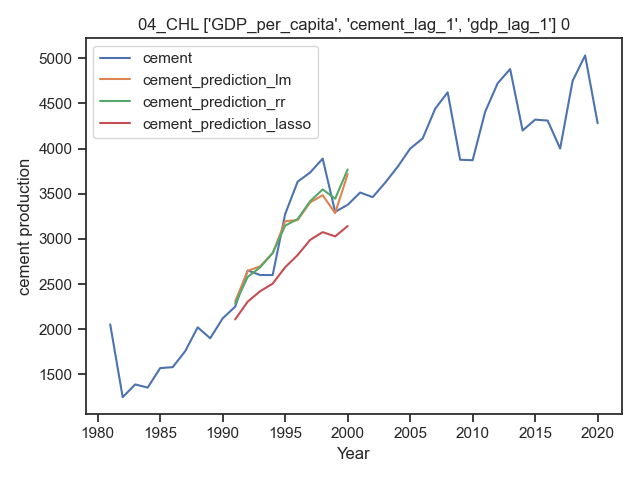 04_CHL ['GDP_per_capita', 'cement_lag_1', 'gdp_lag_1'] 0
cement
cement_prediction_lm
cement_prediction_rr
cement_prediction_lasso
cement production
5000
4500
4000
3500
3000
2500
2000
1500
1980 1985 1990 1995 2000 2005 2010 2015 2020
Year